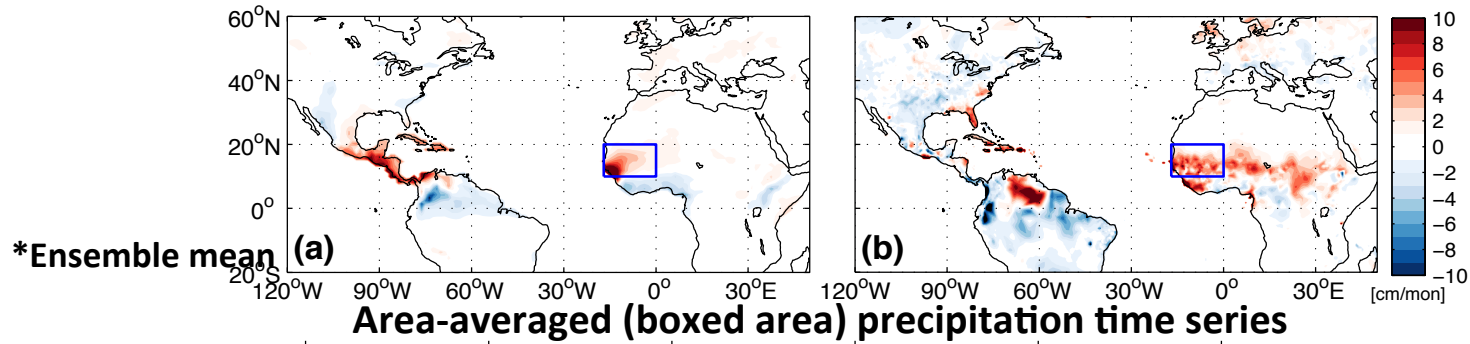 60°N
40°N
20°N
0°
20°S
*Ensemble mean
(a)
(b)
120°W 90°W 60°W 30°W 0° 30°E
120°W 90°W 60°W 30°W 0° 30°E
10
8
6
4
2
0
−2
−4
−6
−8
−10
[cm/mon]
Area-averaged (boxed area) precipitation time series